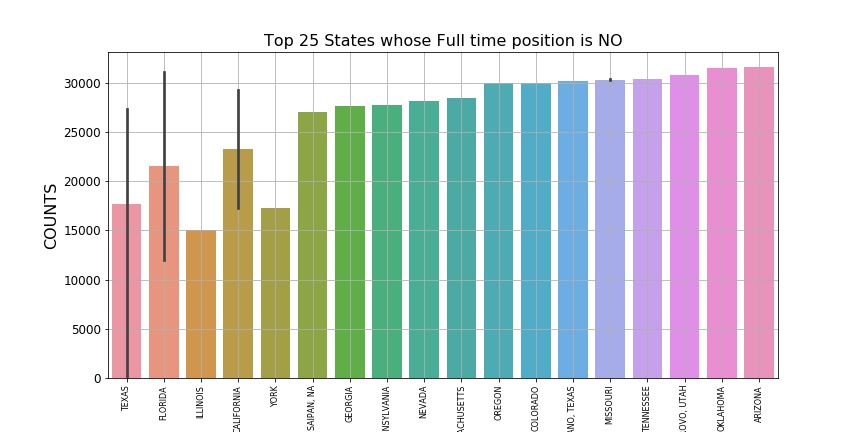 Top 25 States whose Full time position is NO
COUNTS
30000
25000
20000
15000
10000
5000
0
TEXAS
FLORIDA
ILLINOIS
CALIFORNIA
YORK
SAIPAN, NA
GEORGIA
NSYLVANIA
NEVADA
ACHUSETTS
OREGON
COLORADO
ANO, TEXAS
MISSOURI
TENNESSEE
OVO, UTAH
OKLAHOMA
ARIZONA